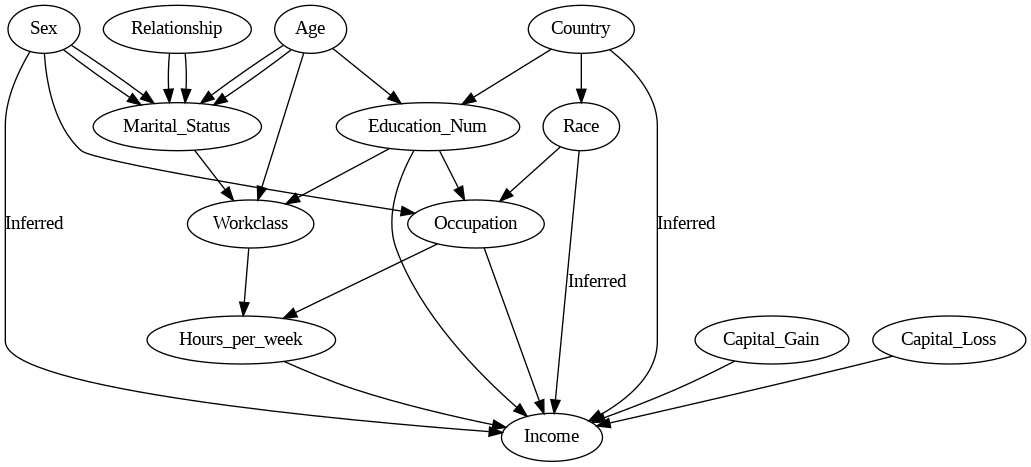 Sex
Relationship
Age
Country
Marital_Status
Education_Num
Race
Workclass
Occupation
Inferred
Inferred
Inferred
Hours_per_week
Capital_Gain
Capital_Loss
Income